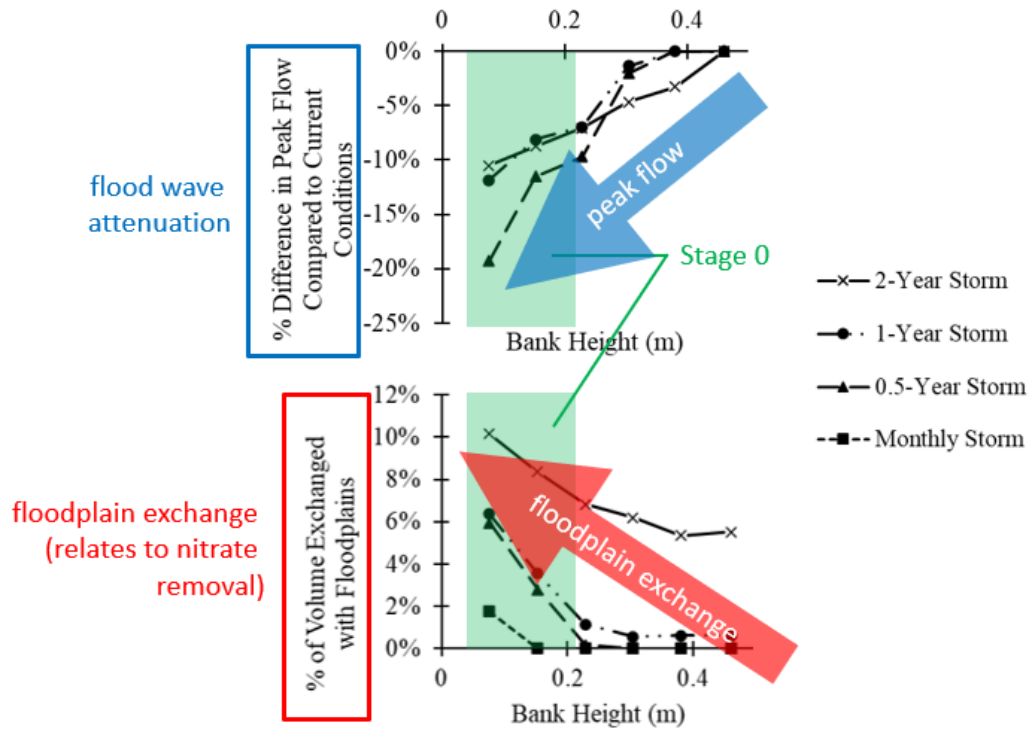 0 0.2 0.4
0%
-5%
-10%
-15%
-20%
-25%
% Difference in Peak Flow
Compared to Current
Conditions
flood wave
attenuation
peak flow
Stage 0
Bank Height (m)
2-Year Storm
1-Year Storm
0.5-Year Storm
Monthly Storm
12%
10%
8%
6%
4%
2%
0%
% of Volume Exchanged
with Floodplains
floodplain exchange
(relates to nitrate
removal)
floodplain exchange
0 0.2 0.4
Bank Height (m)